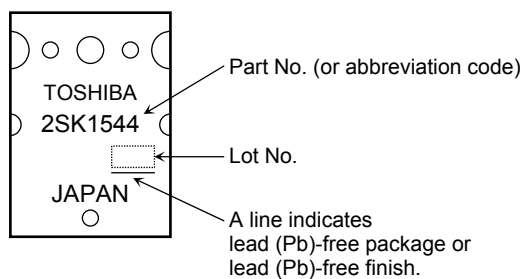 Part No. (or abbreviation code)
TOSHIBA
2SK1544
Lot No.
JAPAN
A line indicates
lead (Pb)-free package or
lead (Pb)-free finish.